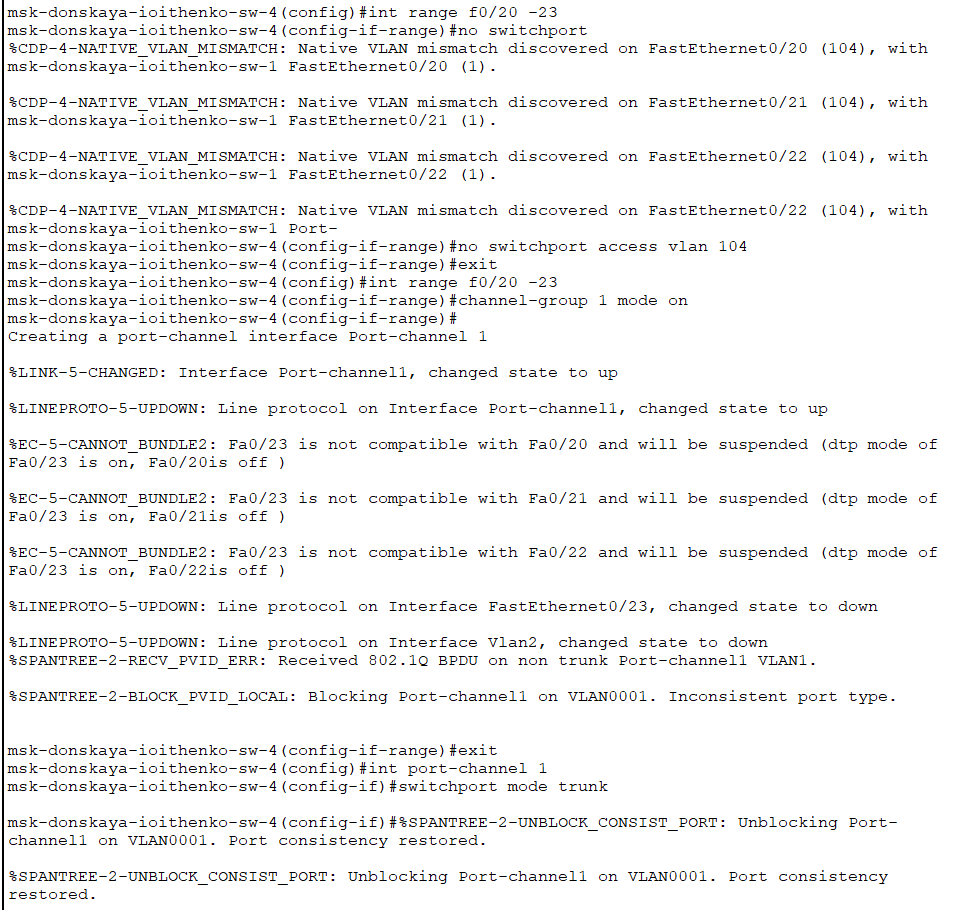 msk-donskaya-ioithenko-sw-4(config)#int range f0/20 -23
msk-donskaya-ioithenko-sw-4(config-if-range)#no switchport
%CDP-4-NATIVE_VLAN_MISMATCH: Native VLAN mismatch discovered on FastEthernet0/20 (104), with
msk-donskaya-ioithenko-sw-1 FastEthernet0/20 (1).
%CDP-4-NATIVE_VLAN_MISMATCH: Native VLAN mismatch discovered on FastEthernet0/21 (104), with
msk-donskaya-ioithenko-sw-1 FastEthernet0/21 (1).
%CDP-4-NATIVE_VLAN_MISMATCH: Native VLAN mismatch discovered on FastEthernet0/22 (104), with
msk-donskaya-ioithenko-sw-1 FastEthernet0/22 (1).
%CDP-4-NATIVE_VLAN_MISMATCH: Native VLAN mismatch discovered on FastEthernet0/22 (104), with
msk-donskaya-ioithenko-sw-1 Port-
msk-donskaya-ioithenko-sw-4(config-if-range)#no switchport access vlan 104
msk-donskaya-ioithenko-sw-4(config-if-range)#exit
msk-donskaya-ioithenko-sw-4(config)#int range f0/20 -23
msk-donskaya-ioithenko-sw-4(config-if-range)#channel-group 1 mode on
msk-donskaya-ioithenko-sw-4(config-if-range)#
Creating a port-channel interface Port-channel 1
%LINK-5-CHANGED: Interface Port-channel1, changed state to up
%LINEPROTO-5-UPDOWN: Line protocol on Interface Port-channel1, changed state to up
%EC-5-CANNOT_BUNDLE2: Fa0/23 is not compatible with Fa0/20 and will be suspended (dtp mode of
Fa0/23 is on, Fa0/20is off )
%EC-5-CANNOT_BUNDLE2: Fa0/23 is not compatible with Fa0/21 and will be suspended (dtp mode of
Fa0/23 is on, Fa0/21is off )
%EC-5-CANNOT_BUNDLE2: Fa0/23 is not compatible with Fa0/22 and will be suspended (dtp mode of
Fa0/23 is on, Fa0/22is off )
%LINEPROTO-5-UPDOWN: Line protocol on Interface FastEthernet0/23, changed state to down
%LINEPROTO-5-UPDOWN: Line protocol on Interface Vlan2, changed state to down
%SPANTREE-2-RECV_PVID_ERR: Received 802.1Q BPDU on non trunk Port-channel1 VLAN1.
%SPANTREE-2-BLOCK_PVID_LOCAL: Blocking Port-channel1 on VLAN0001. Inconsistent port type.
msk-donskaya-ioithenko-sw-4(config-if-range)#exit
msk-donskaya-ioithenko-sw-4(config)#int port-channel 1
msk-donskaya-ioithenko-sw-4(config-if)#switchport mode trunk
msk-donskaya-ioithenko-sw-4(config-if)#%SPANTREE-2-UNBLOCK_CONSIST_PORT: Unblocking Port-
channel1 on VLAN0001. Port consistency restored.
%SPANTREE-2-UNBLOCK_CONSIST_PORT: Unblocking Port-channel1 on VLAN0001. Port consistency
restored.